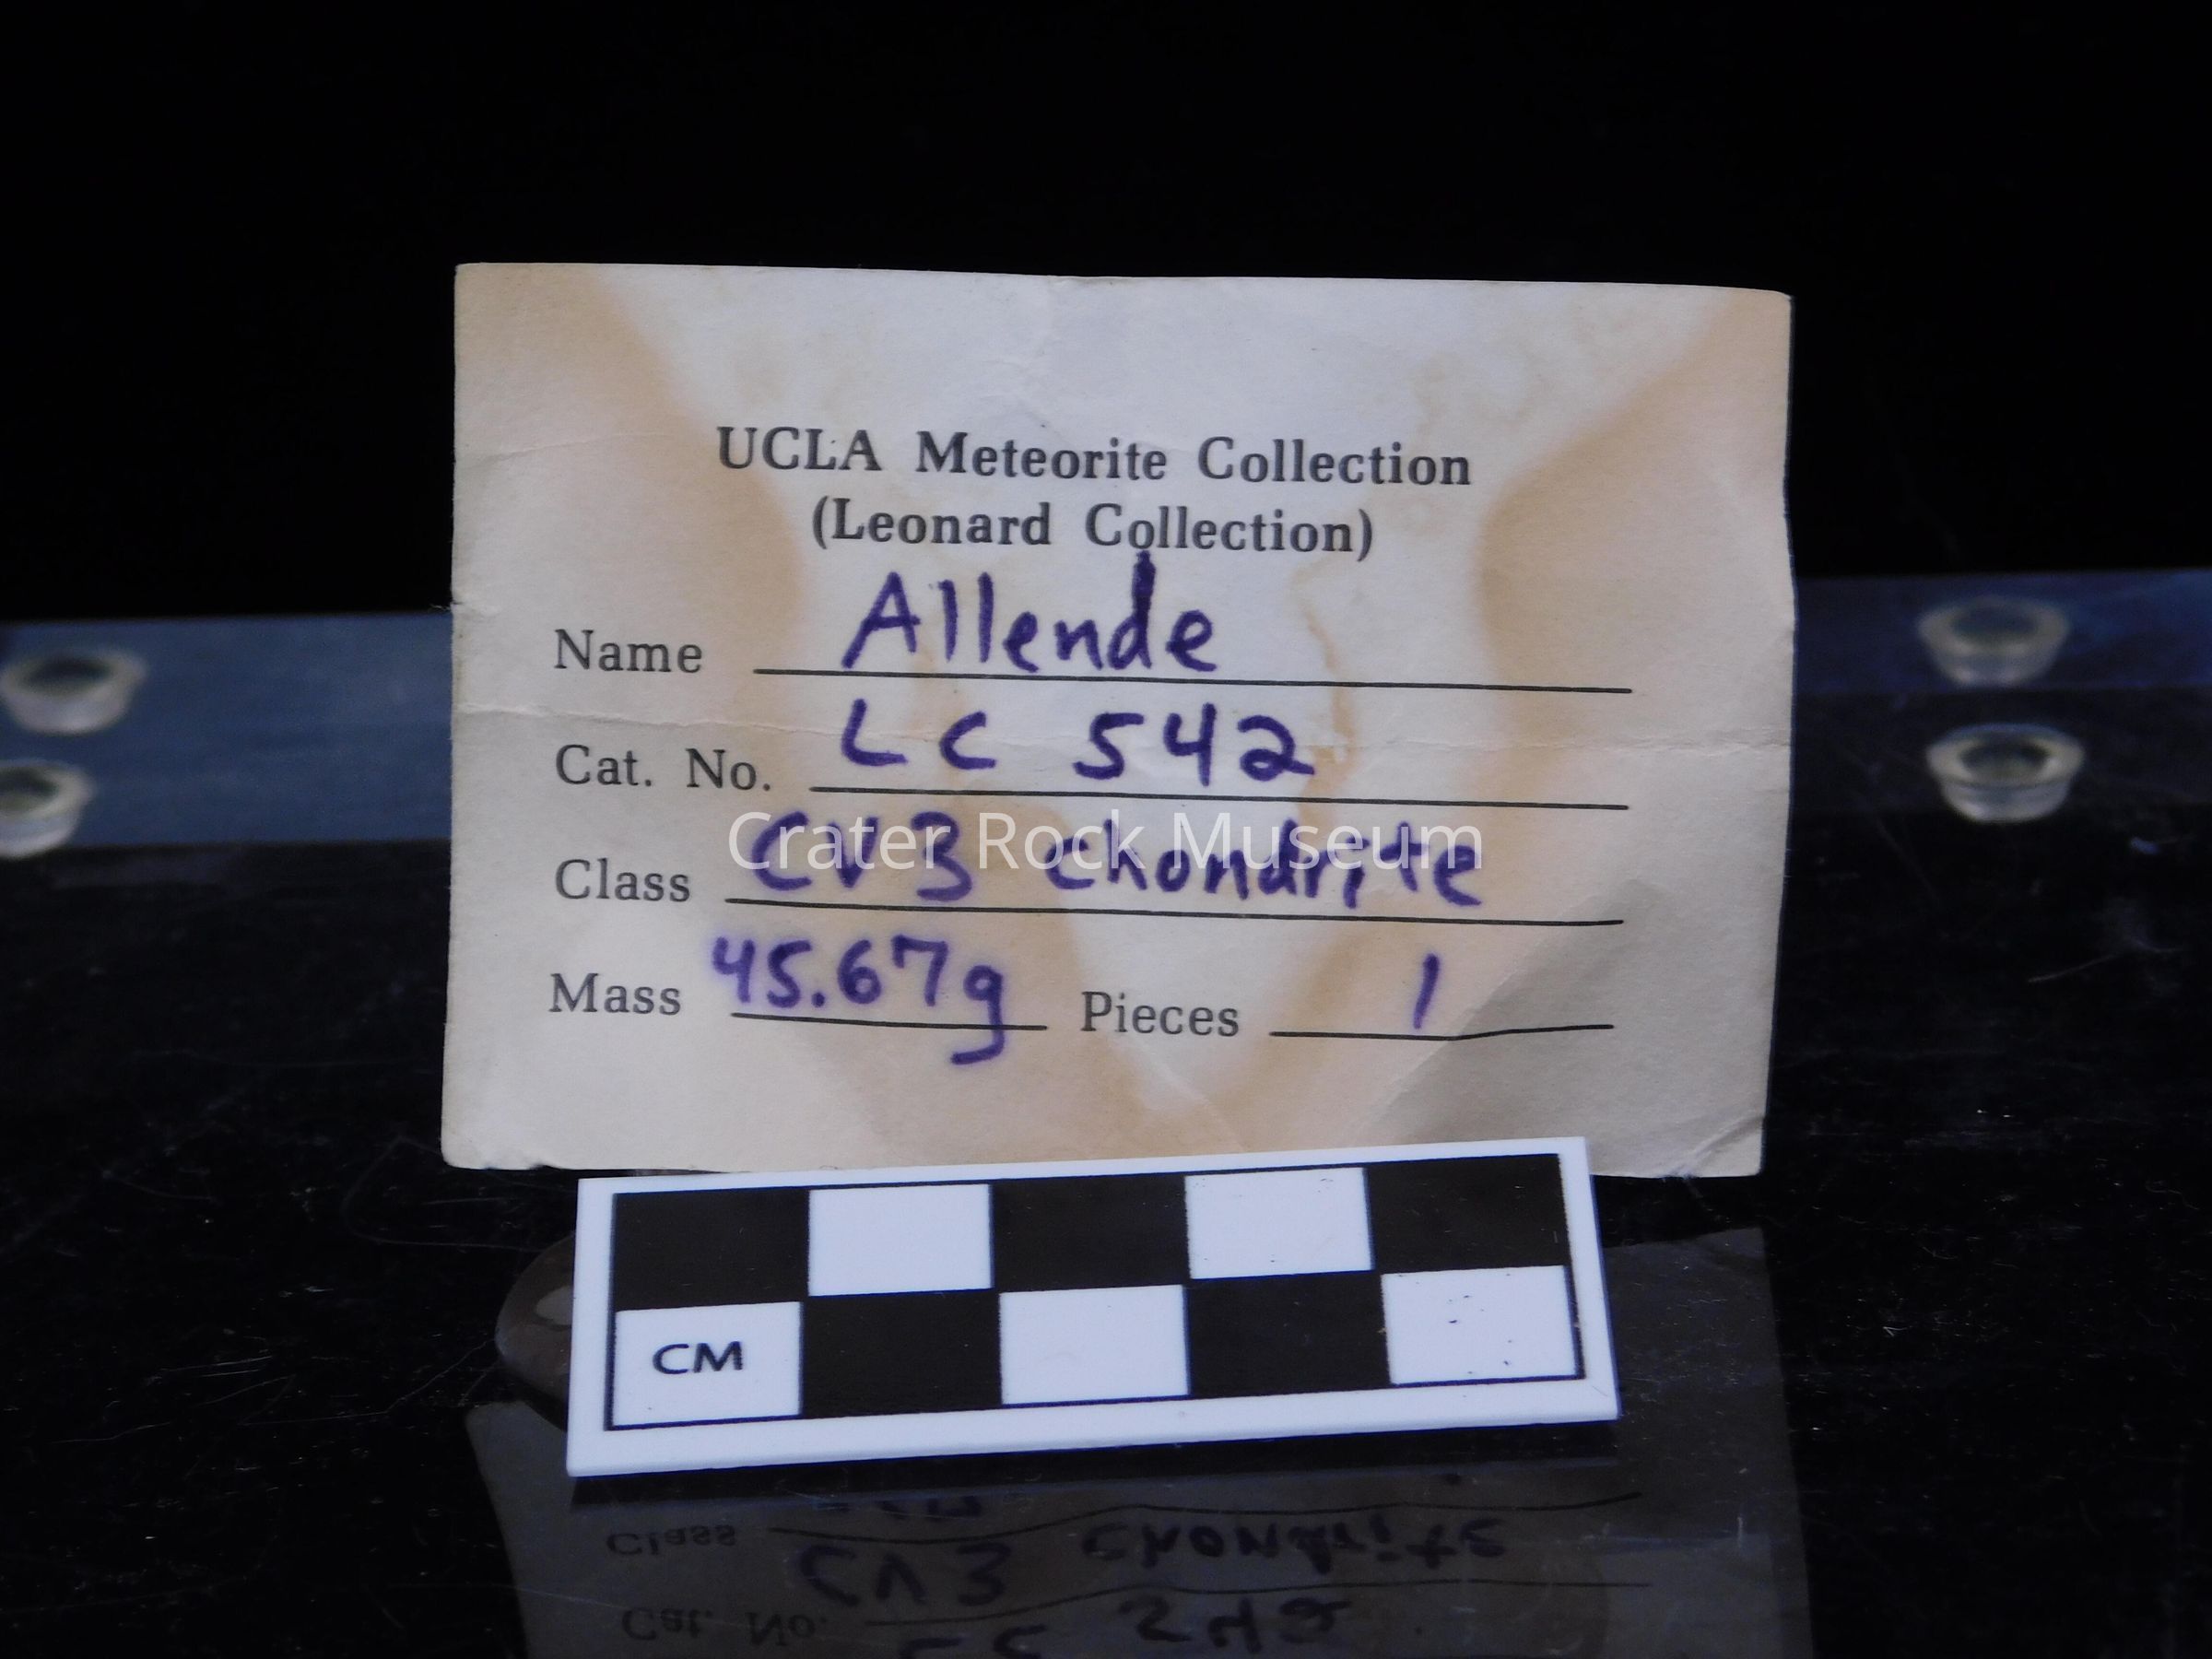 UCLA Meteorite Collection
(Leonard Collection)
Name Allende
Cat. No. LC 542
Crater Rock Museum
Class CV3 chondrite
Mass 45.67g Pieces 1
CM